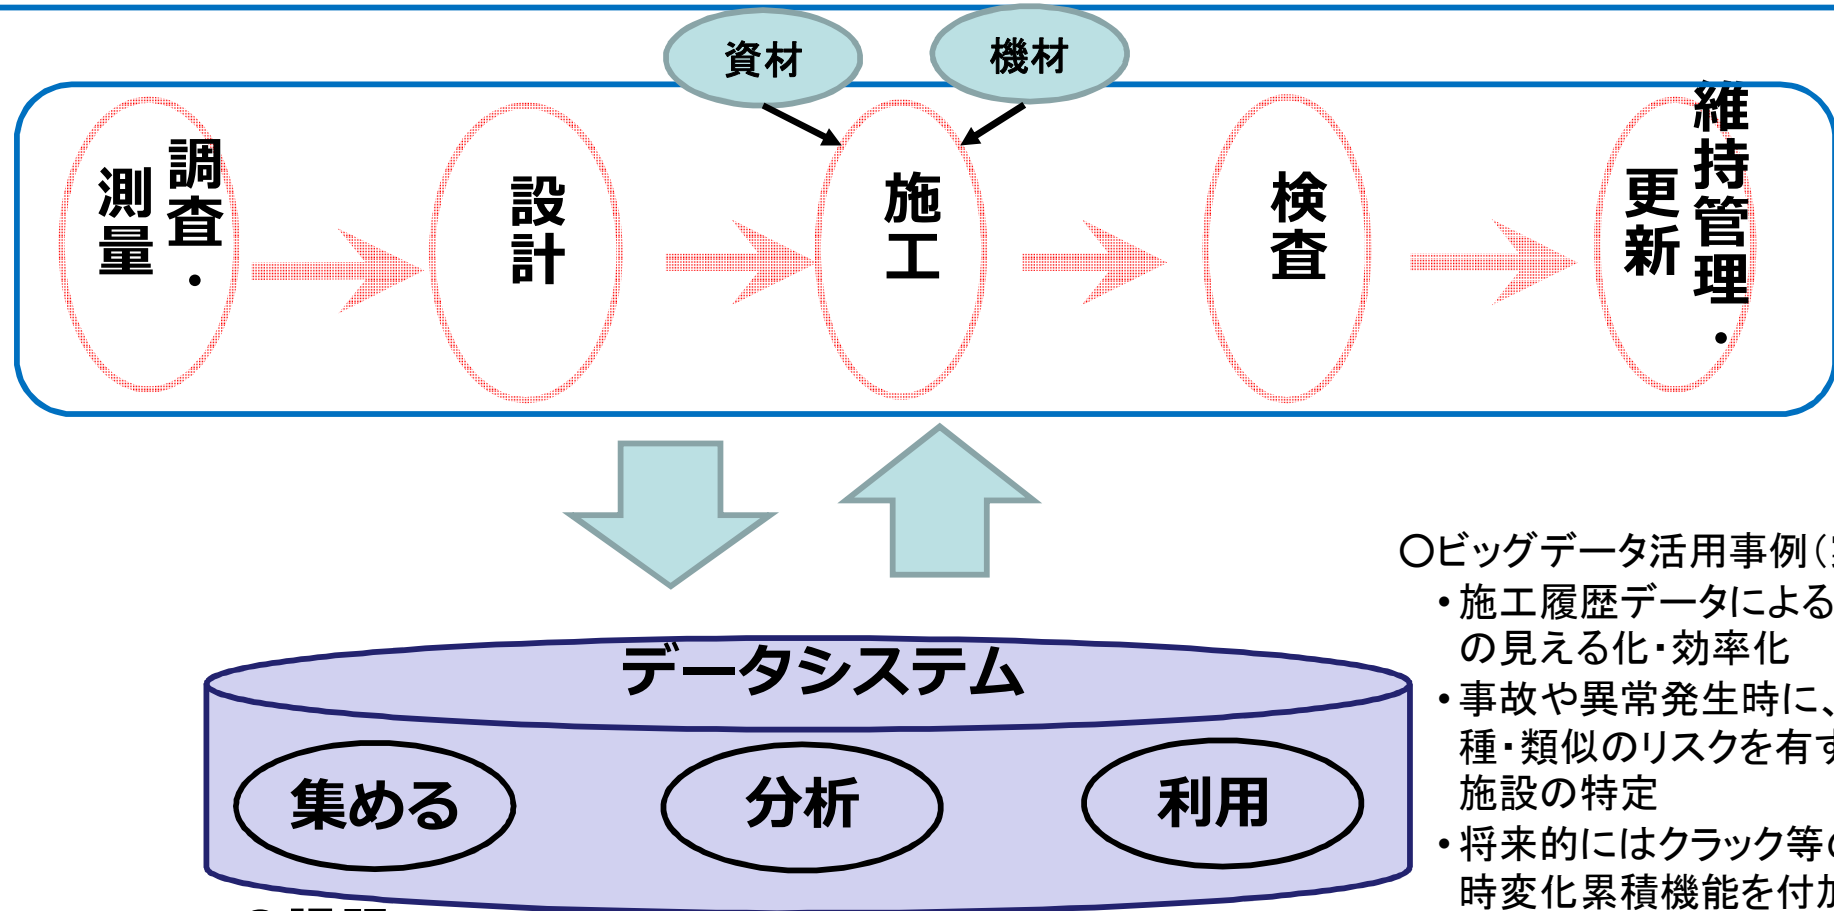 資材
機材
調査・
測量
設計
施工
検査
維持管理・
更新
データシステム
集める
分析
利用
○ビッグデータ活用事例（
・施工履歴データによる
の見える化・効率化
・事故や異常発生時に、
種・類似のリスクを有す
施設の特定
・将来的にはクラック等の
時変化累積機能を付加